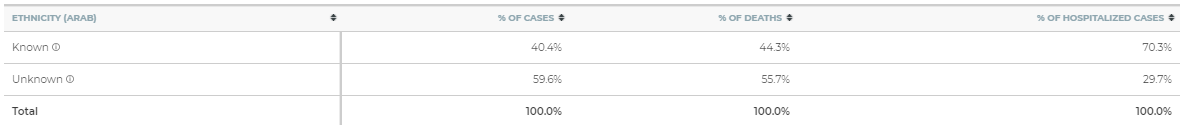 ETHNICITY (ARAB) % OF CASES % OF DEATHS % OF HOSPITALIZED CASES
Known 40.4% 44.3% 70.3%
Unknown 59.6% 55.7% 29.7%
Total 100.0% 100.0% 100.0%